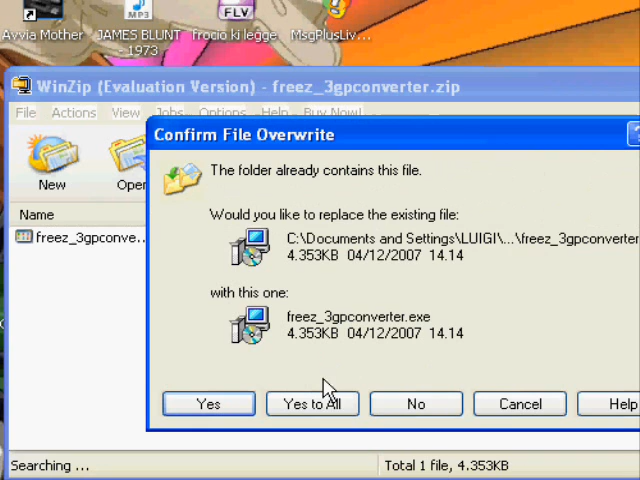 MP3
FLV
Avvia Mother
JAMES BLUNT
- 1973
frocio ki legge
MsgPlusLiv...
WinZip (Evaluation Version) - freez_3gpconverter.zip
File Actions View Jobs Options Help Buy Now!
Confirm File Overwrite
?
The folder already contains this file.
New
Oper
Would you like to replace the existing file:
Name
freez_3gpconve..
C:\Documents and Settings\LUIGI\...\freez_3gpconverter
4.353KB 04/12/2007 14.14
with this one:
freez_3gpconverter.exe
4.353KB 04/12/2007 14.14
Yes
Yes to All
No
Cancel
Help
Searching ...
Total 1 file, 4.353KB